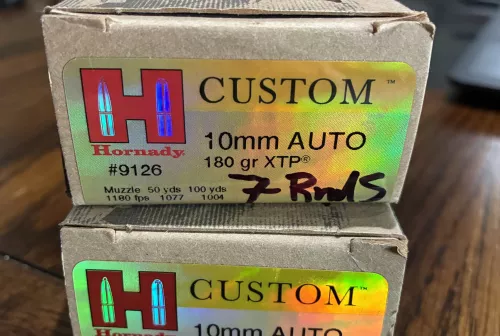 H
CUSTOM™
Hornady
10mm AUTO
#9126
180 gr XTP®
Muzzle 50 yds 100 yds
1180 fps 1077 1004
7 RndS
H
CUSTOM™
10mm AUTO